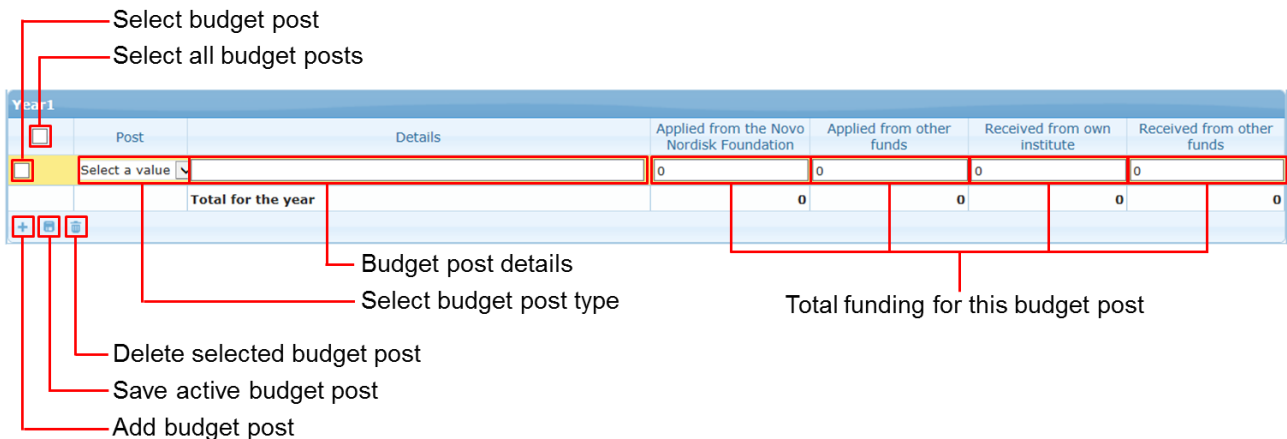 Select budget post
Select all budget posts
Year1
Post
Details
Applied from the Novo
Nordisk Foundation
Applied from other
funds
Received from own
institute
Received from other
funds
Select a value
0
0
0
0
Total for the year
0
0
0
0
Budget post details
Select budget post type
Total funding for this budget post
Delete selected budget post
Save active budget post
Add budget post